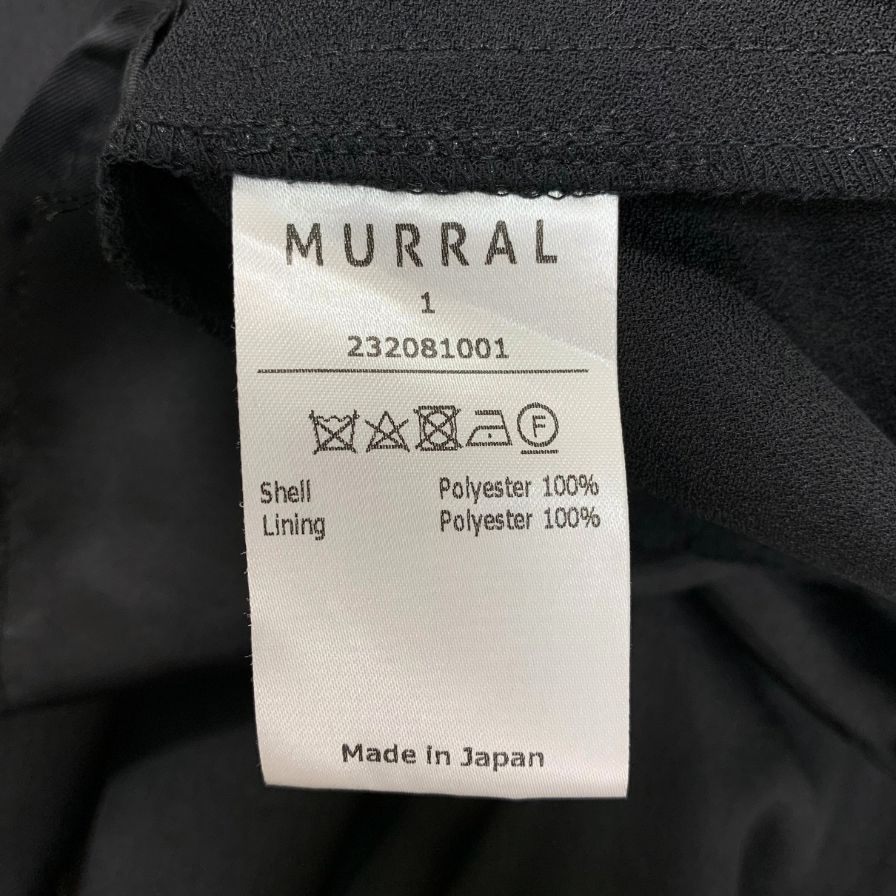 MURRAL
1
232081001
F
Shell Polyester 100%
Lining Polyester 100%
Made in Japan